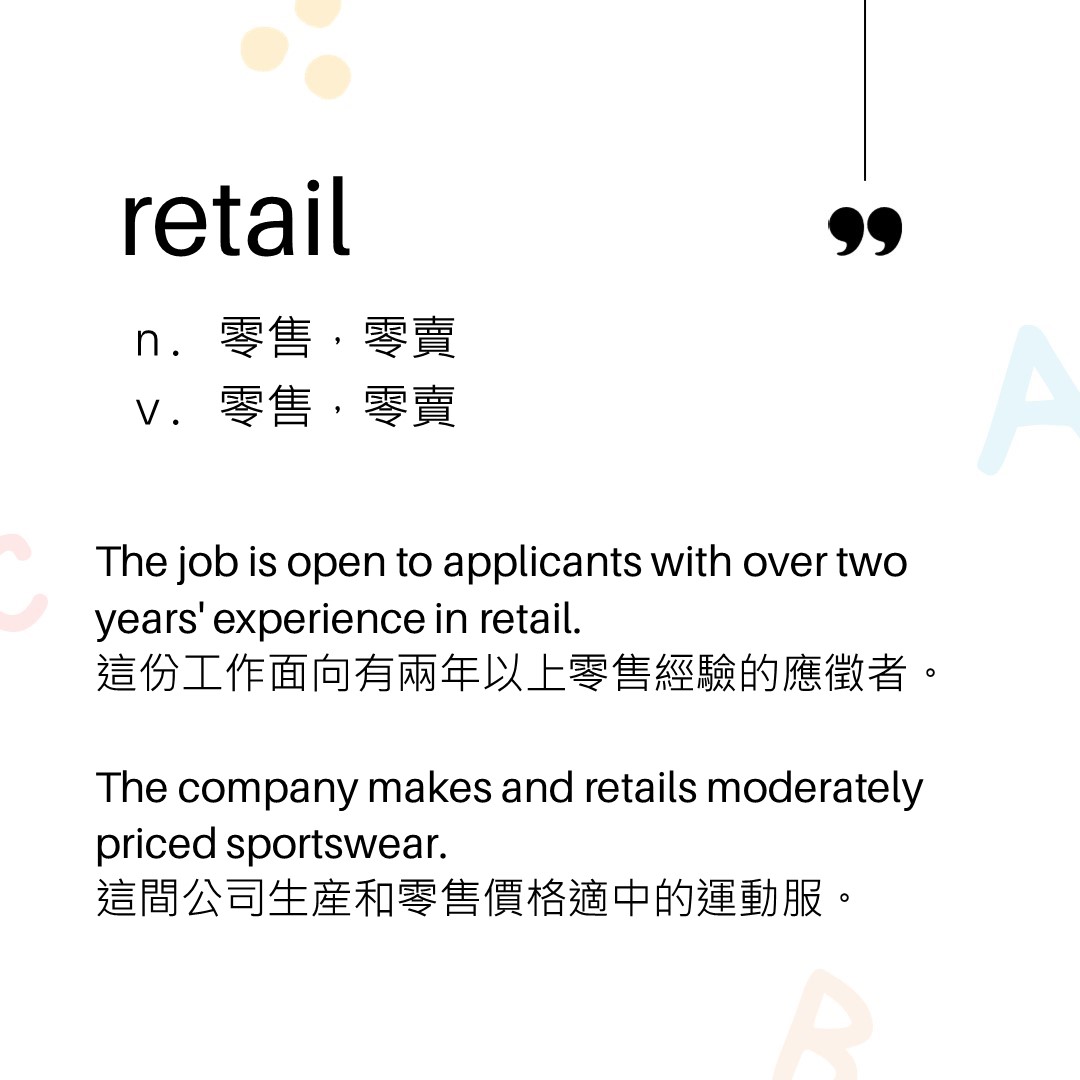 retail
”
n. 零售，零賣
v. 零售，零賣
The job is open to applicants with over two
years' experience in retail.
這份工作面向有兩年以上零售經驗的應徵者。
The company makes and retails moderately
priced sportswear.
這間公司生産和零售價格適中的運動服。
A
C
B